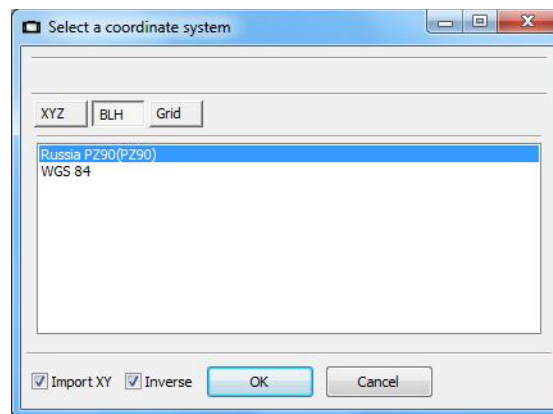 Select a coordinate system
XYZ BLH Grid
Russia PZ90(PZ90)
WGS 84
Import XY Inverse OK Cancel